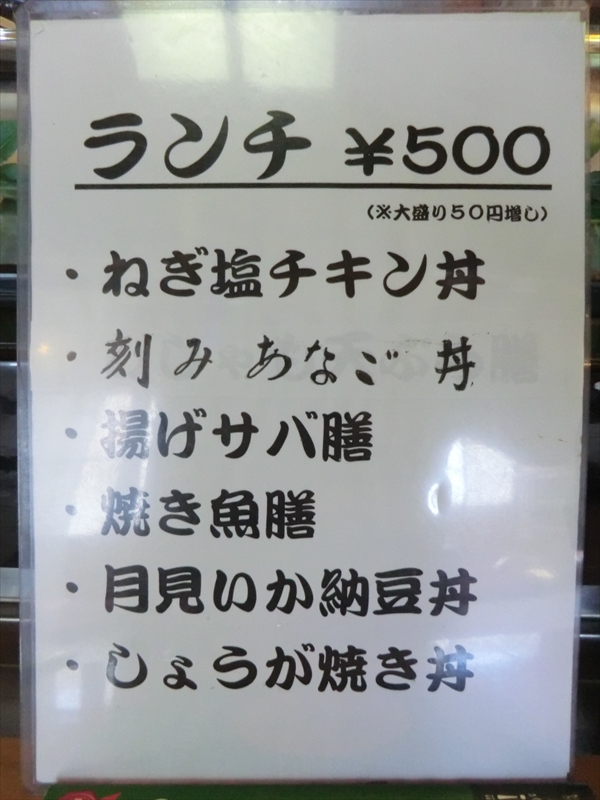 ランチ ¥500
(※大盛り50円増し)
・ねぎ塩チキン丼
・刻みあなご丼
・揚げサバ膳
・焼き魚膳
・月見いか納豆丼
・しょうが焼き丼